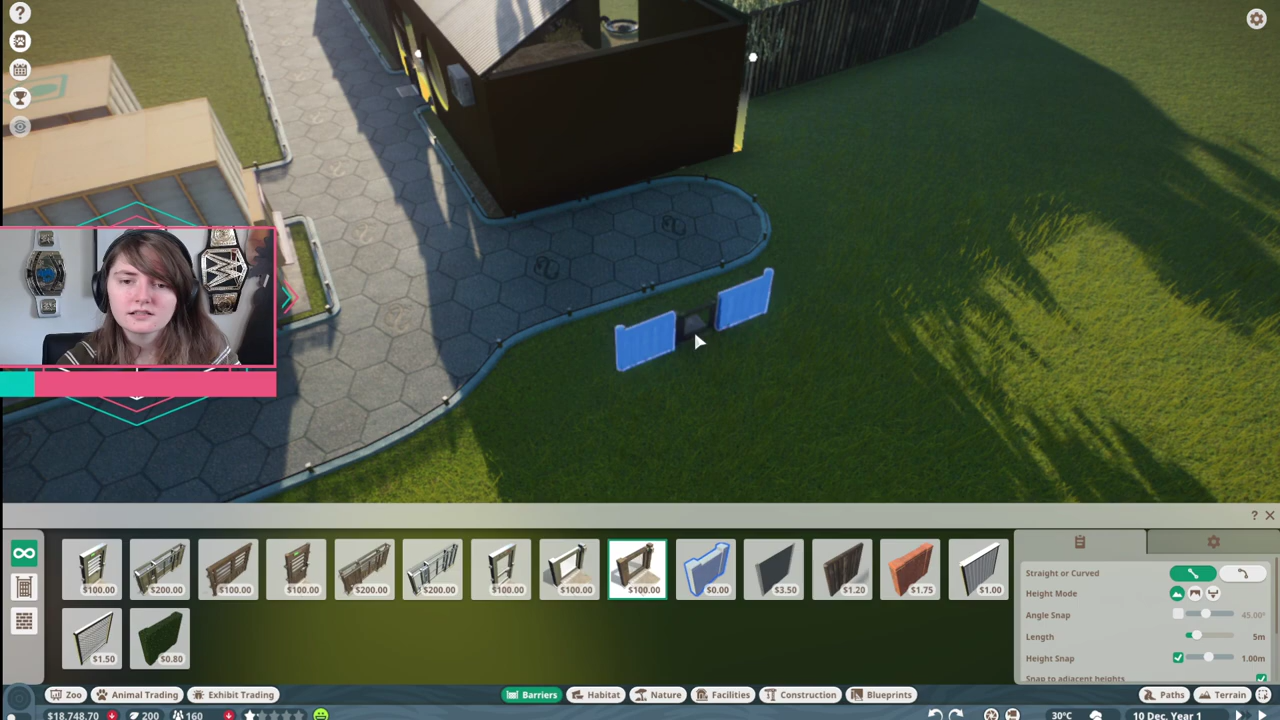 ?
$100.00 $200.00 $100.00 $100.00 $200.00 $200.00 $100.00 $100.00 $100.00 $0.00 $3.50 $1.20 $1.75 $1.00
$1.50 $0.80
? ×
Straight or Curved
Height Mode
Angle Snap 45.00°
Length 5m
Height Snap 1.00m
Snap to adjacent heights
Zoo Animal Trading Exhibit Trading Barriers Habitat Nature Facilities Construction Blueprints Paths Terrain
$18,748.70 200 160 30°C 10 Dec, Year 1